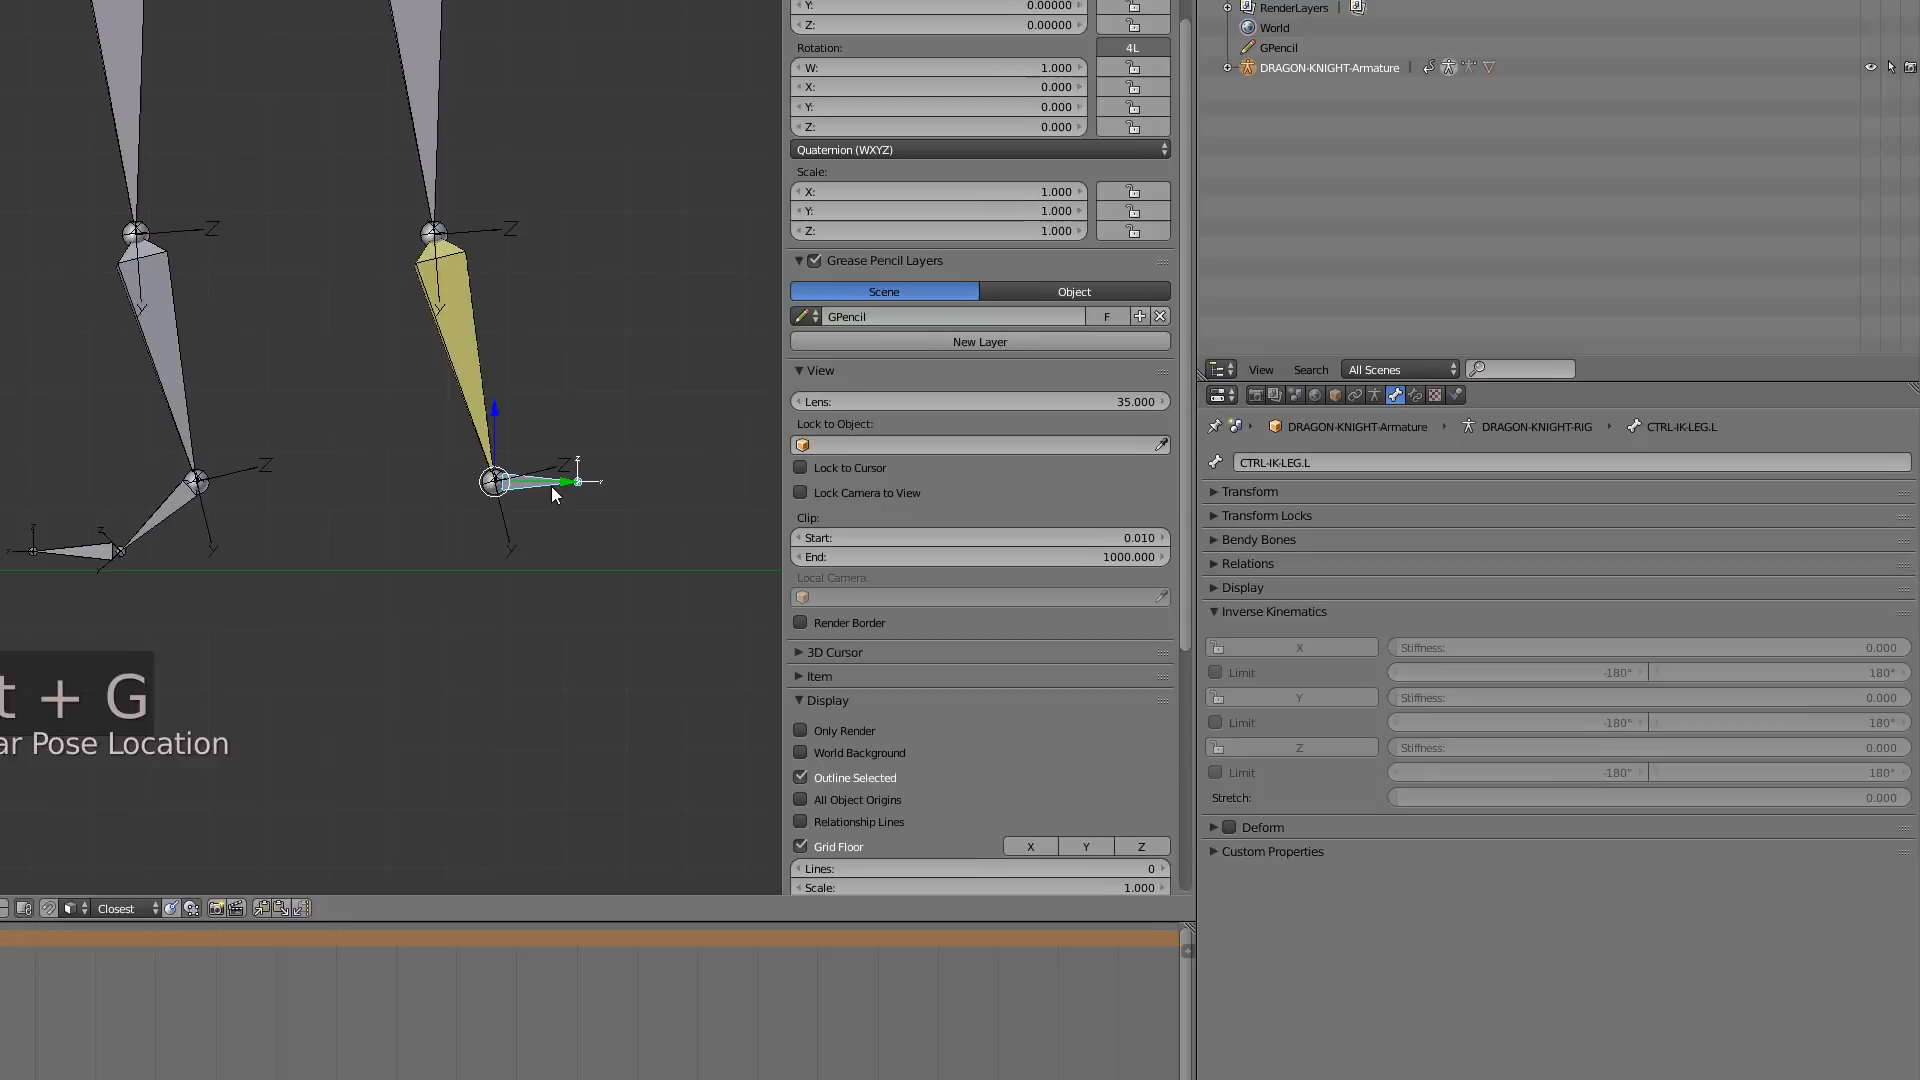 Y: 0.00000
Z: 0.00000
Rotation: 4L
W: 1.000
X: 0.000
Y: 0.000
Z: 0.000
Quaternion (WXYZ)
Scale:
X: 1.000
Y: 1.000
Z: 1.000
Grease Pencil Layers
Scene Object
GPencil F
New Layer
View
Lens: 35.000
Lock to Object:
Lock to Cursor
Lock Camera to View
Clip:
Start: 0.010
End: 1000.000
Local Camera:
Render Border
3D Cursor
Item
Display
Only Render
World Background
Outline Selected
All Object Origins
Relationship Lines
Grid Floor X Y Z
Lines: 0
Scale: 1.000
Z
Z
Y
Y
Z
Z
Y
Y
z
z
z
t + G
ar Pose Location
Closest
RenderLayers
World
GPencil
DRAGON-KNIGHT-Armature
View Search All Scenes
DRAGON-KNIGHT-Armature DRAGON-KNIGHT-RIG CTRL-IK-LEG.L
CTRL-IK-LEG.L
Transform
Transform Locks
Bendy Bones
Relations
Display
Inverse Kinematics
X Stiffness: 0.000
Limit -180° 180°
Y Stiffness: 0.000
Limit -180° 180°
Z Stiffness: 0.000
Limit -180° 180°
Stretch: 0.000
Deform
Custom Properties